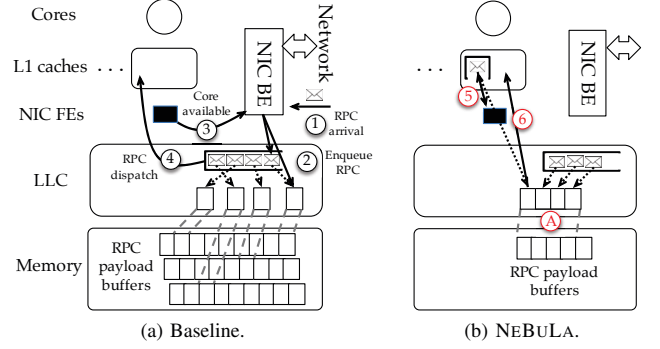 Cores
L1 caches
NIC FEs
LLC
Memory
. . .
NIC BE
Network
Core
available
3
1
RPC
arrival
4
RPC
dispatch
2
Enqueue
RPC
RPC
payload
buffers
(a) Baseline.
. . .
NIC BE
5
6
A
RPC payload
buffers
(b) NEBULA.